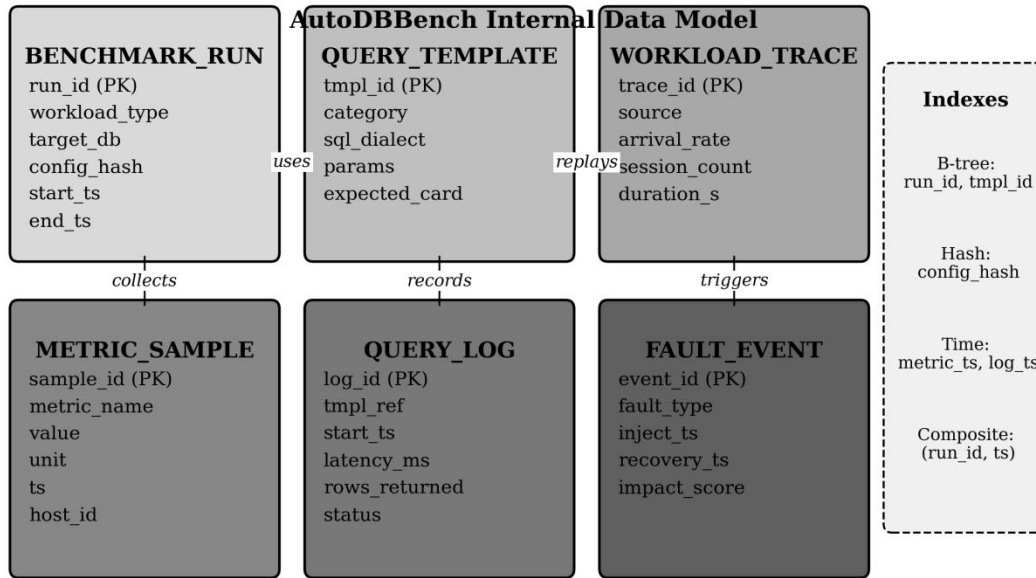 AutoDBBench Internal Data Model
BENCHMARK_RUN
run_id (PK)
workload_type
target_db
config_hash
start_ts
end_ts
uses
QUERY_TEMPLATE
tmpl_id (PK)
category
sql_dialect
params
expected_card
replays
WORKLOAD_TRACE
trace_id (PK)
source
arrival_rate
session_count
duration_s
collects
records
triggers
METRIC_SAMPLE
sample_id (PK)
metric_name
value
unit
ts
host_id
QUERY_LOG
log_id (PK)
tmpl_ref
start_ts
latency_ms
rows_returned
status
FAULT_EVENT
event_id (PK)
fault_type
inject_ts
recovery_ts
impact_score
Indexes
B-tree:
run_id, tmpl_id
Hash:
config_hash
Time:
metric_ts, log_ts
Composite:
(run_id, ts)